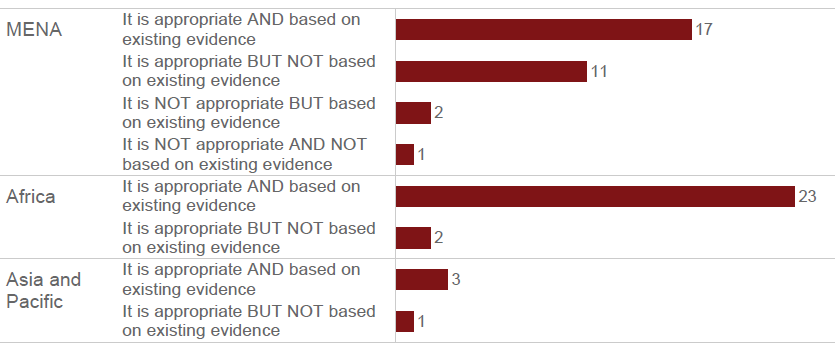 MENA
It is appropriate AND based on
existing evidence
17
It is appropriate BUT NOT based
on existing evidence
11
It is NOT appropriate BUT based
on existing evidence
2
It is NOT appropriate AND NOT
based on existing evidence
1
Africa
It is appropriate AND based on
existing evidence
23
It is appropriate BUT NOT based
on existing evidence
2
Asia and
Pacific
It is appropriate AND based on
existing evidence
3
It is appropriate BUT NOT based
on existing evidence
1